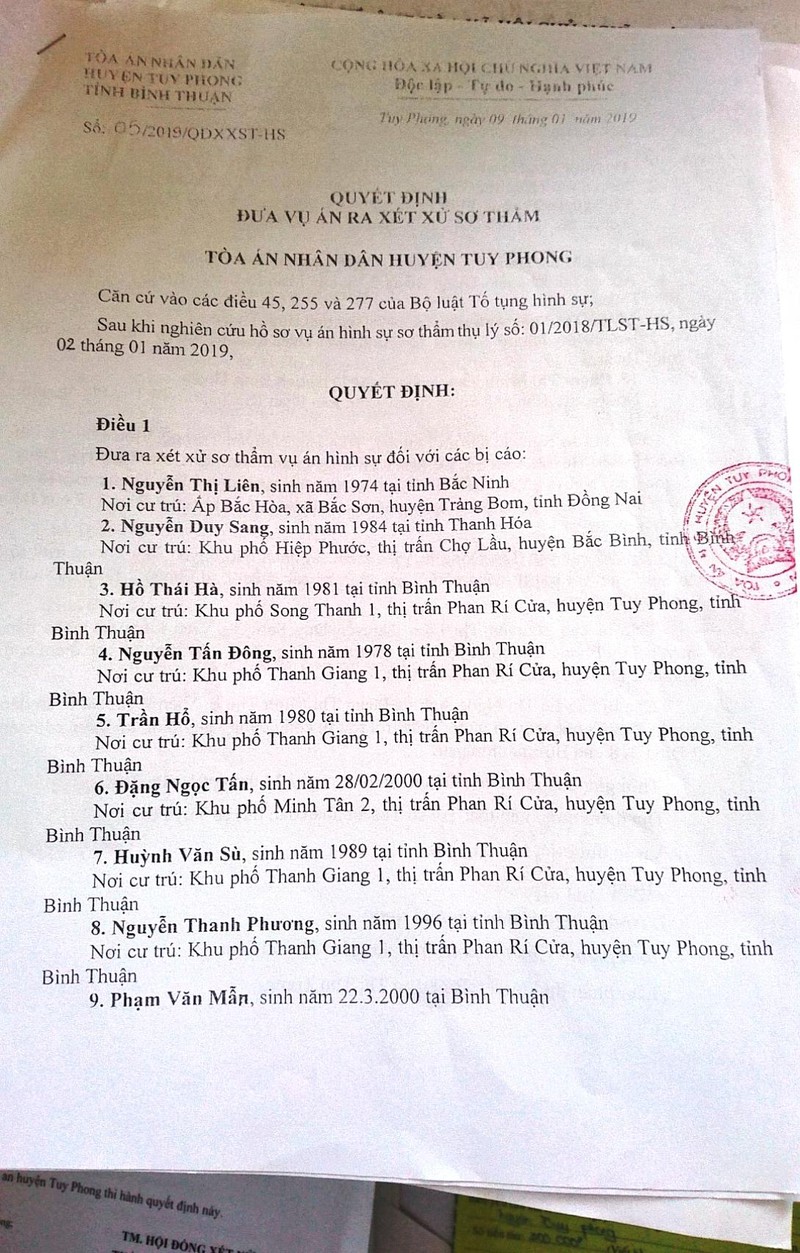 TÒA AN NHÂN DÂN
HUYỆN TUY PHONG
TỈNH BÌNH THUẬN
CỘNG HÒA XÃ HỘI CHỦ NGHĨA VIỆT NAM
Độc lập - Tự do - Hạnh phúc
Số: 05/2019/QDXXST-HS
Tuy Phong, ngày 09 tháng 01 năm 2019
QUYẾT ĐỊNH
ĐƯA VỤ ÁN RA XÉT XỬ SƠ THẨM
TÒA ÁN NHÂN DÂN HUYỆN TUY PHONG
Căn cứ vào các điều 45, 255 và 277 của Bộ luật Tố tụng hình sự;
Sau khi nghiên cứu hồ sơ vụ án hình sự sơ thẩm thụ lý số: 01/2018/TLST-HS, ngày
02 tháng 01 năm 2019,
QUYẾT ĐỊNH:
Điều 1
Đưa ra xét xử sơ thẩm vụ án hình sự đối với các bị cáo:
1. Nguyễn Thị Liên, sinh năm 1974 tại tỉnh Bắc Ninh
Nơi cư trú: Ấp Bắc Hòa, xã Bắc Sơn, huyện Trảng Bom, tỉnh Đồng Nai
2. Nguyễn Duy Sang, sinh năm 1984 tại tỉnh Thanh Hóa
Nơi cư trú: Khu phố Hiệp Phước, thị trấn Chợ Lầu, huyện Bắc Bình, tỉnh Bình
Thuận
3. Hồ Thái Hà, sinh năm 1981 tại tỉnh Bình Thuận
Nơi cư trú: Khu phố Song Thanh 1, thị trấn Phan Rí Cửa, huyện Tuy Phong, tỉnh
Bình Thuận
4. Nguyễn Tấn Đông, sinh năm 1978 tại tỉnh Bình Thuận
Nơi cư trú: Khu phố Thanh Giang 1, thị trấn Phan Rí Cửa, huyện Tuy Phong, tỉnh
Bình Thuận
5. Trần Hổ, sinh năm 1980 tại tỉnh Bình Thuận
Nơi cư trú: Khu phố Thanh Giang 1, thị trấn Phan Rí Cửa, huyện Tuy Phong, tỉnh
Bình Thuận
6. Đặng Ngọc Tấn, sinh năm 28/02/2000 tại tỉnh Bình Thuận
Nơi cư trú: Khu phố Minh Tân 2, thị trấn Phan Rí Cửa, huyện Tuy Phong, tỉnh
Bình Thuận
7. Huỳnh Văn Sù, sinh năm 1989 tại tỉnh Bình Thuận
Nơi cư trú: Khu phố Thanh Giang 1, thị trấn Phan Rí Cửa, huyện Tuy Phong, tỉnh
Bình Thuận
8. Nguyễn Thanh Phương, sinh năm 1996 tại tỉnh Bình Thuận
Nơi cư trú: Khu phố Thanh Giang 1, thị trấn Phan Rí Cửa, huyện Tuy Phong, tỉnh
Bình Thuận
9. Phạm Văn Mẫn, sinh năm 22.3.2000 tại Bình Thuận
HUYỆN TUY PHO
TOA AN
an huyện Tuy Phong thi hành quyết định này.
TM. HỘI ĐỒNG XÉT